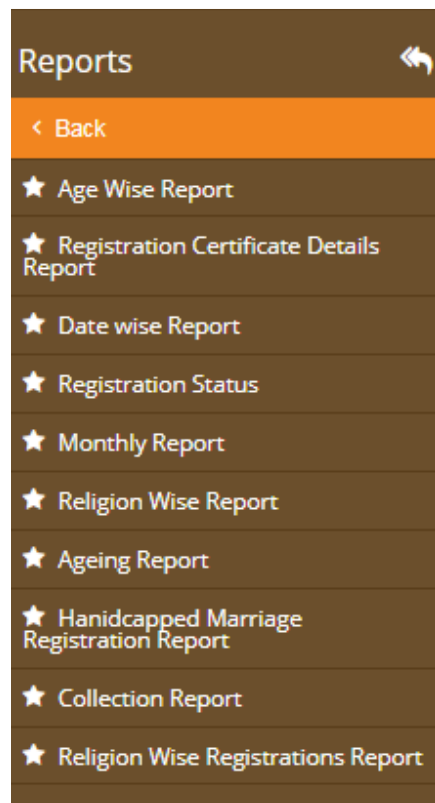 Reports
Back
Age Wise Report
Registration Certificate Details
Report
Date wise Report
Registration Status
Monthly Report
Religion Wise Report
Ageing Report
Hanidcapped Marriage
Registration Report
Collection Report
Religion Wise Registrations Report